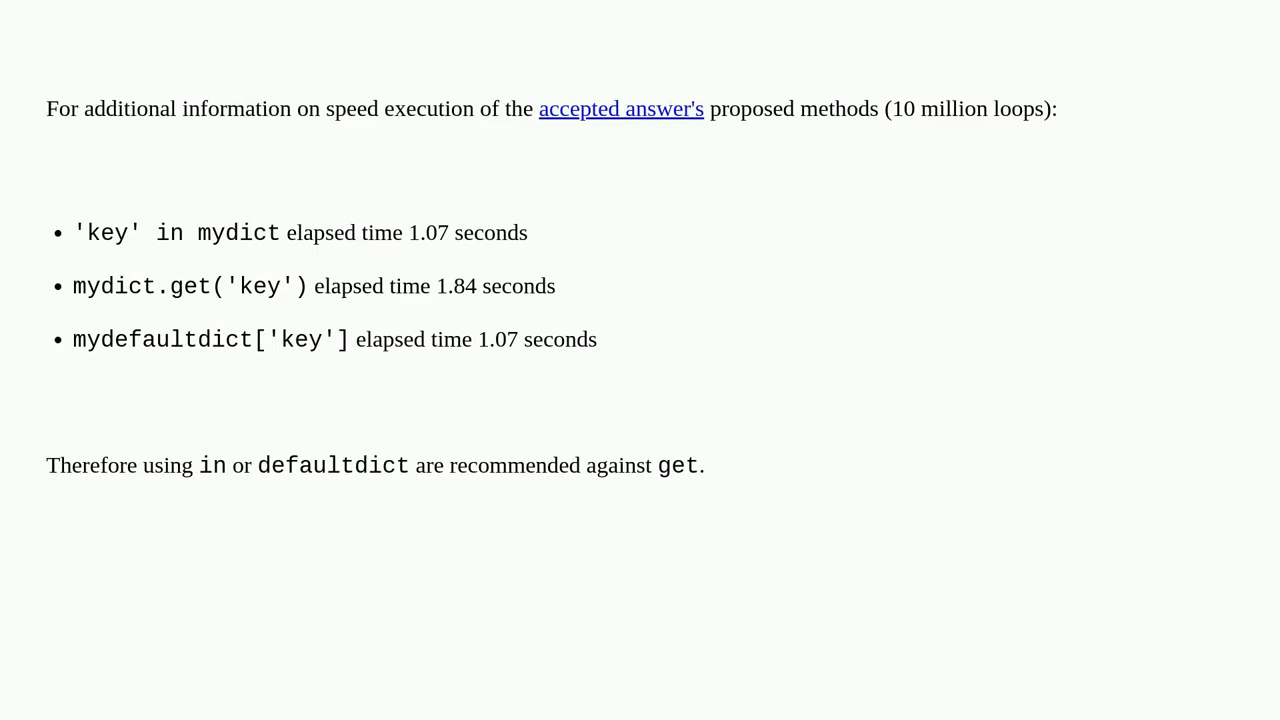 For additional information on speed execution of the accepted answer's proposed methods (10 million loops):
• 'key' in mydict elapsed time 1.07 seconds
• mydict.get('key') elapsed time 1.84 seconds
• mydefaultdict['key'] elapsed time 1.07 seconds
Therefore using in or defaultdict are recommended against get.